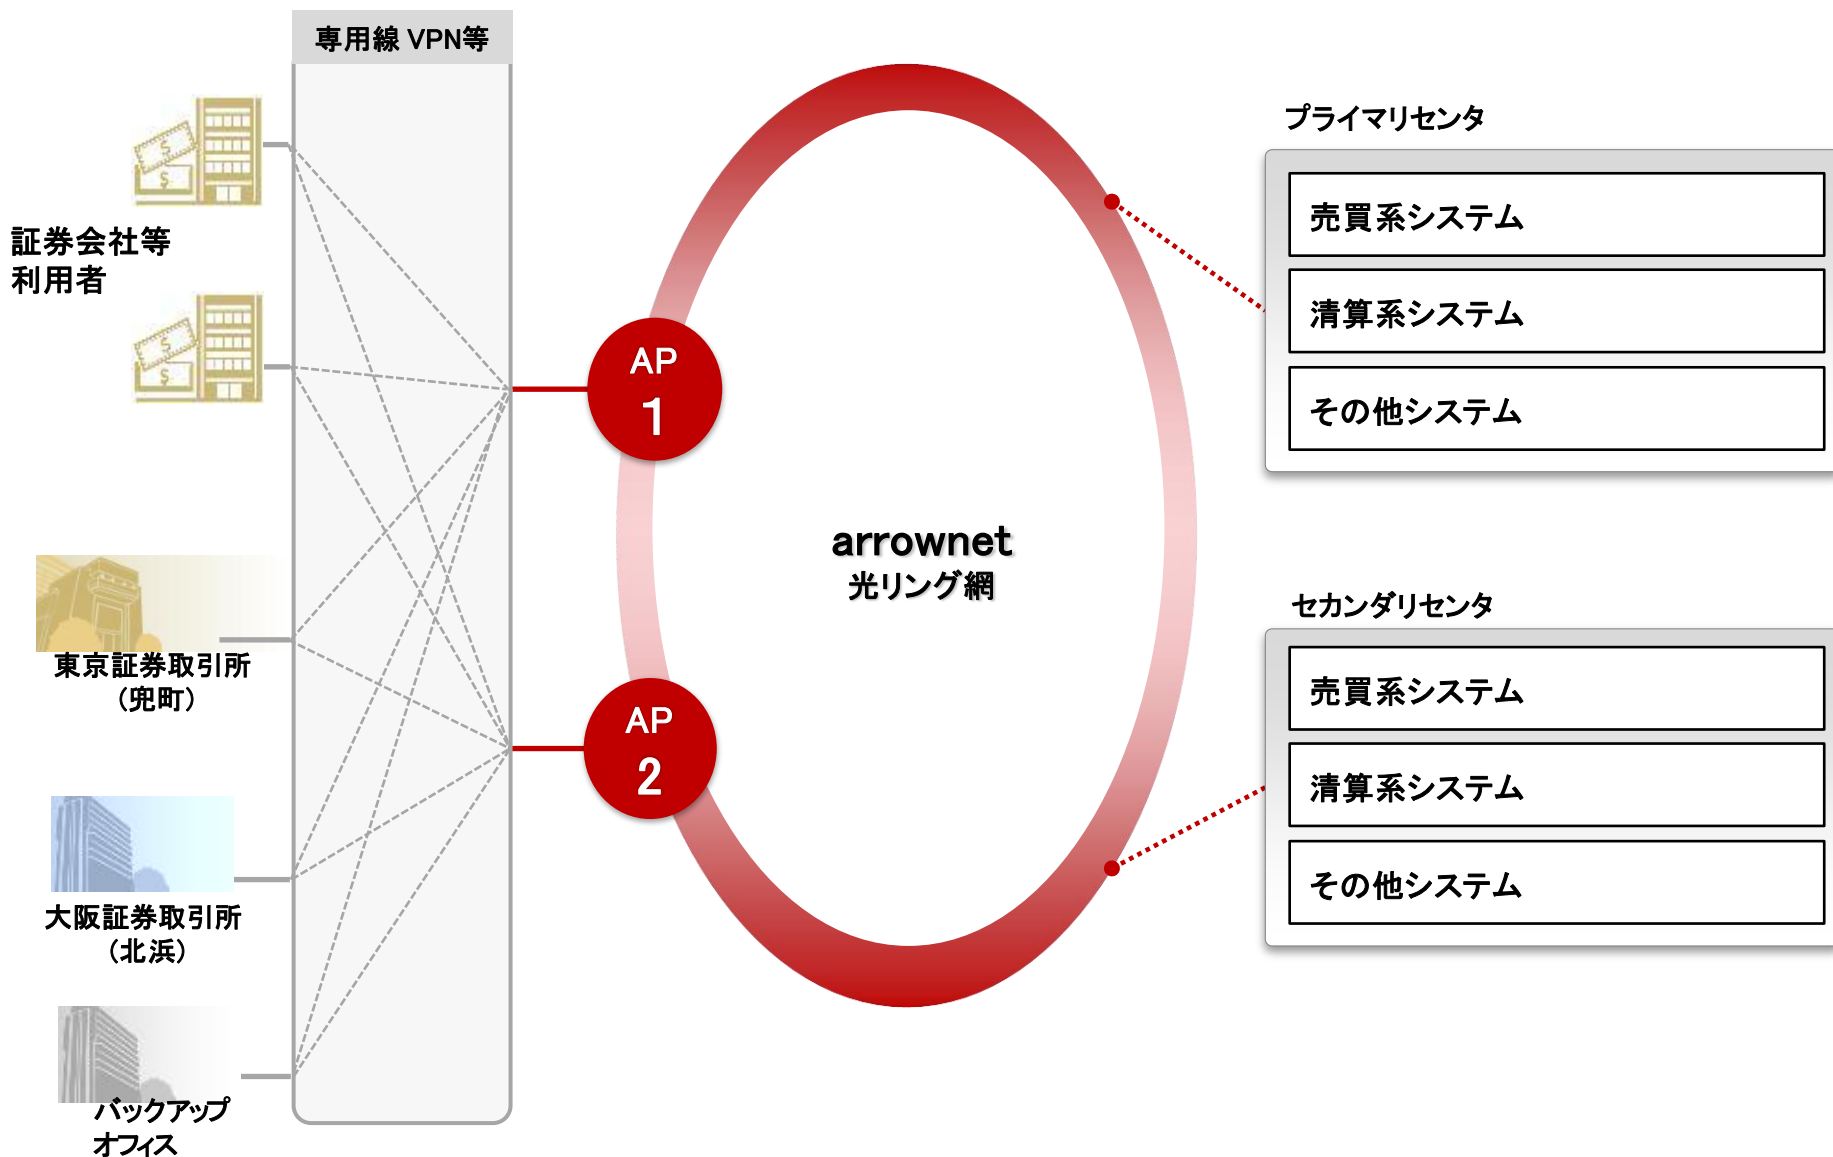 専用線 VPN等
証券会社等
利用者
東京証券取引所
(兜町)
大阪証券取引所
(北浜)
バックアップ
オフィス
AP
1
AP
2
arrownet
光リング網
プライマリセンタ
売買系システム
清算系システム
その他システム
セカンダリセンタ
売買系システム
清算系システム
その他システム